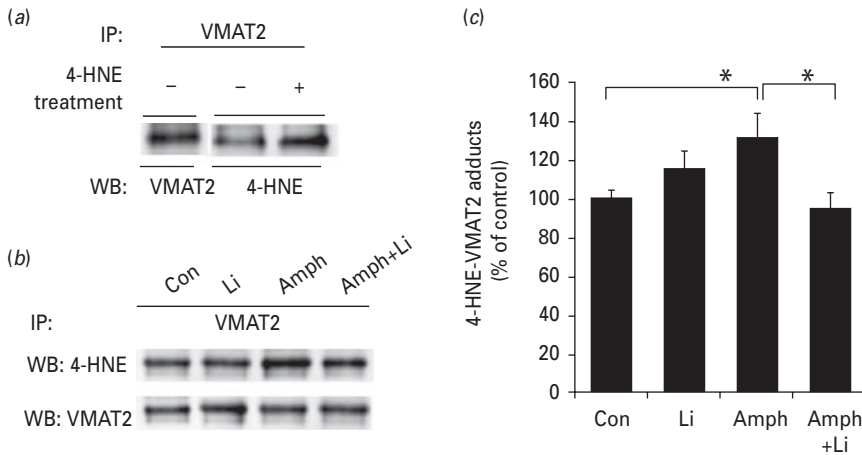 (a)
IP: VMAT2
4-HNE
treatment
– – +
WB: VMAT2 4-HNE
(b)
Con Li Amph Amph+Li
IP: VMAT2
WB: 4-HNE
WB: VMAT2
(c)
4-HNE-VMAT2 adducts
(% of control)
160
140
120
100
80
60
40
20
0
* *
Con Li Amph Amph
+Li